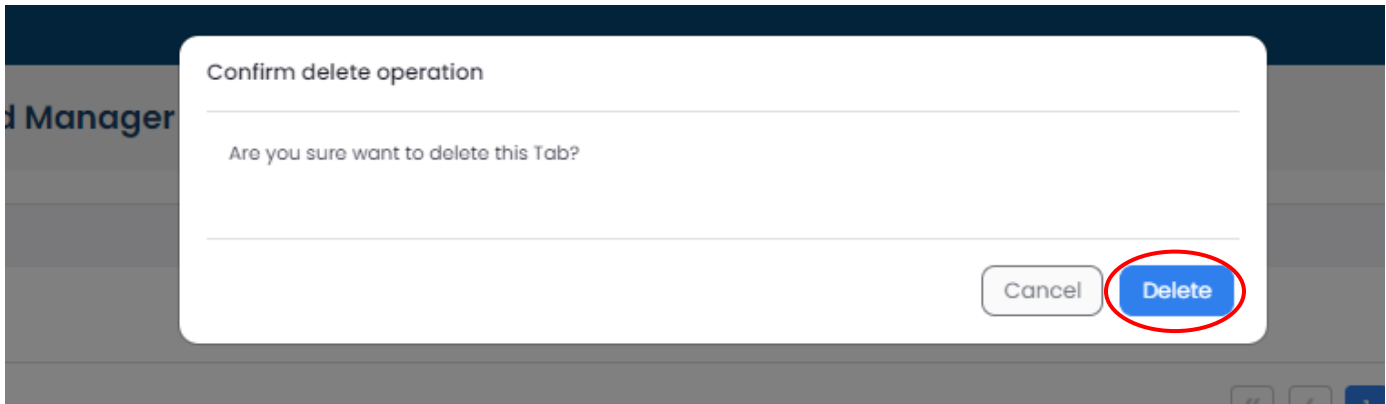 Confirm delete operation
d Manager
Are you sure want to delete this Tab?
Cancel
Delete